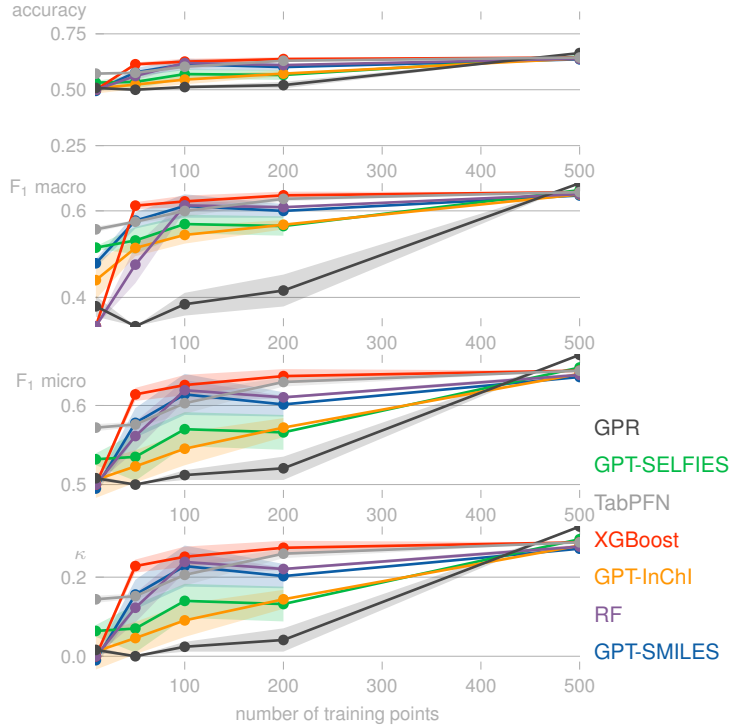 accuracy
0.75
0.50
0.25
100 200 300 400 500
F1 macro
0.6
0.4
100 200 300 400 500
F1 micro
0.6
0.5
100 200 300 400 500
κ
0.2
0.0
100 200 300 400 500
number of training points
GPR
GPT-SELFIES
TabPFN
XGBoost
GPT-InChI
RF
GPT-SMILES